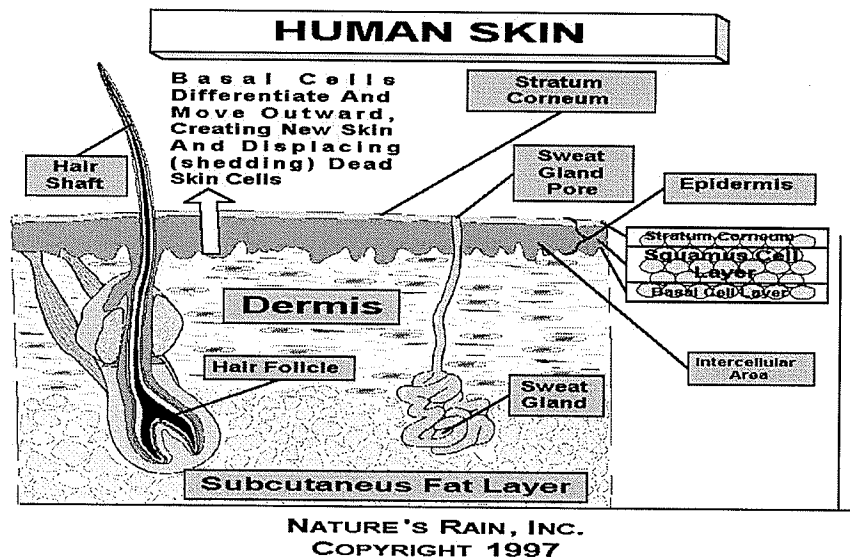 HUMAN SKIN
Basal Cells
Differentiate And
Move Outward,
Creating New Skin
And Displacing
(shedding) Dead
Skin Cells
Stratum
Corneum
Hair
Shaft
Sweat
Gland
Pore
Epidermis
Stratum Corneum
Squamus Cell
Layer
Basal Cell Layer
Dermis
Hair Follicle
Intercellular
Area
Sweat
Gland
Subcutaneus Fat Layer
NATURE'S RAIN, INC.
COPYRIGHT 1997